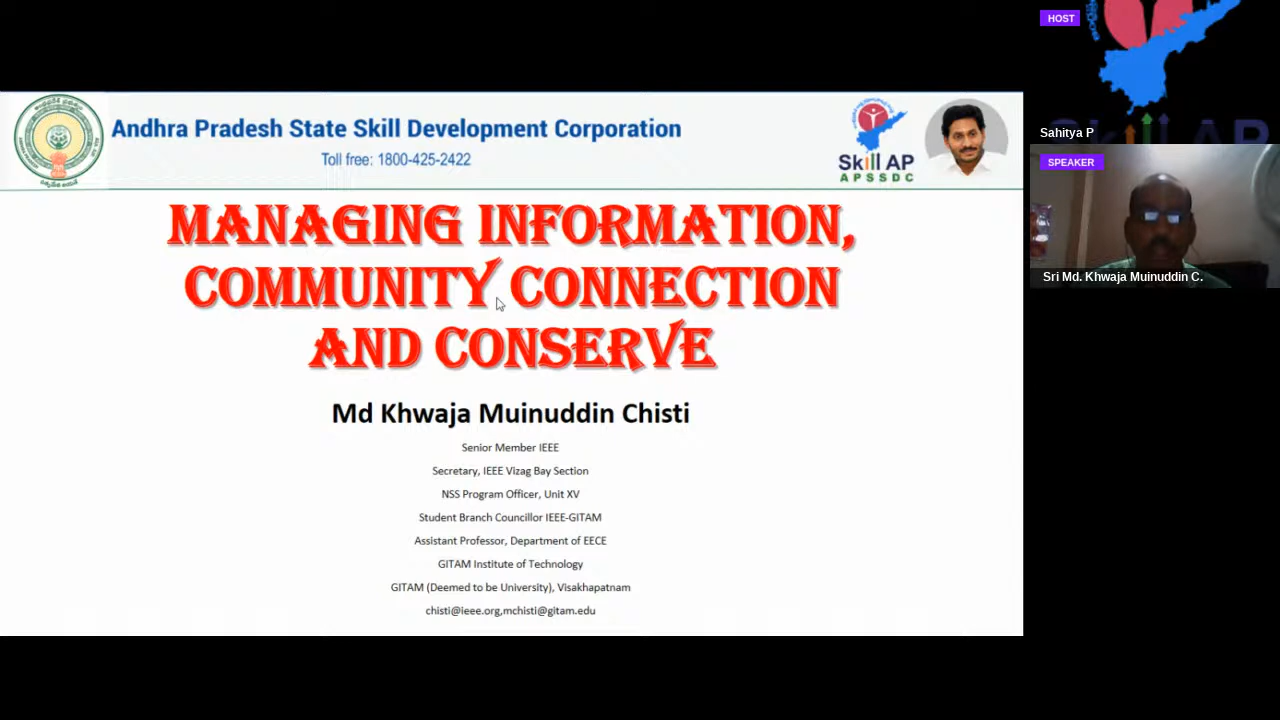 Andhra Pradesh State Skill Development Corporation
Toll free: 1800-425-2422
Skill AP
APSSDC
MANAGING INFORMATION,
COMMUNITY CONNECTION
AND CONSERVE
Md Khwaja Muinuddin Chisti
Senior Member IEEE
Secretary, IEEE Vizag Bay Section
NSS Program Officer, Unit XV
Student Branch Councillor IEEE-GITAM
Assistant Professor, Department of EECE
GITAM Institute of Technology
GITAM (Deemed to be University), Visakhapatnam
chisti@ieee.org,mchisti@gitam.edu
HOST
Skill AP
Sahitya P
SPEAKER
Sri Md. Khwaja Muinuddin C.